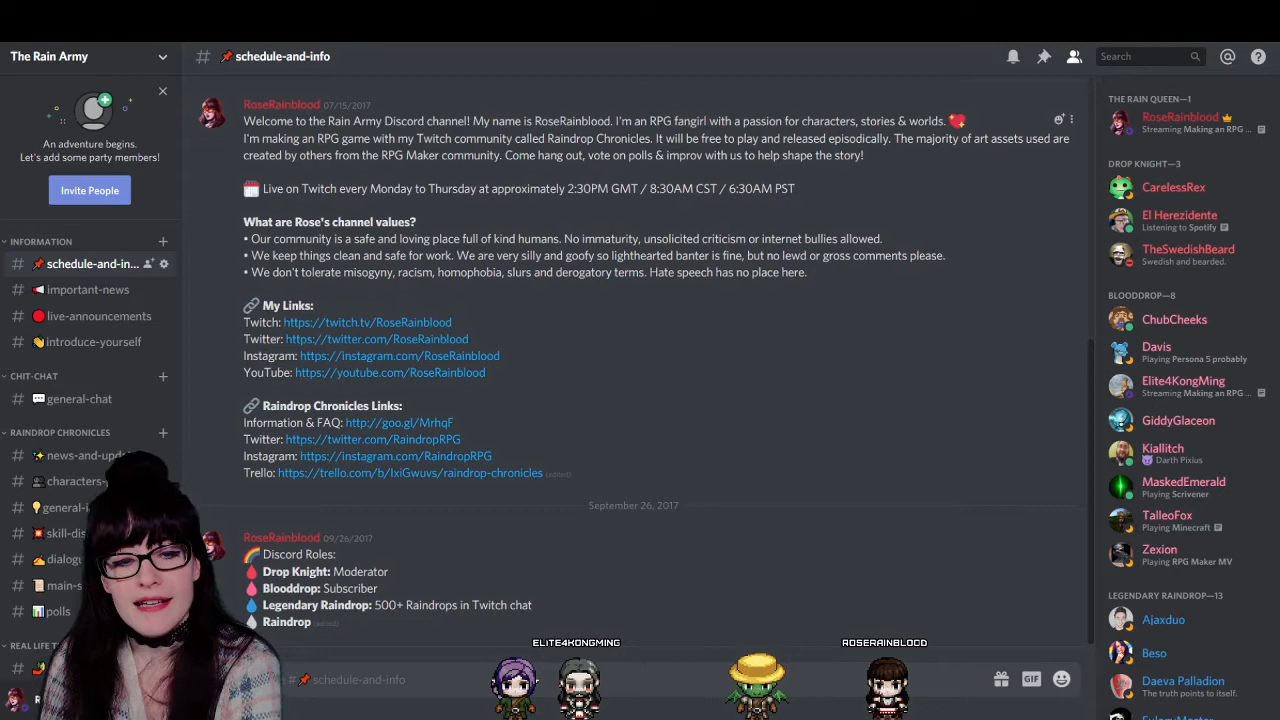 The Rain Army
# schedule-and-info
Search
An adventure begins.
Let's add some party members!
Invite People
INFORMATION
# schedule-and-in...
# important-news
# live-announcements
# introduce-yourself
CHIT-CHAT
# general-chat
RAINDROP CHRONICLES
# news-and-upd
# characters-
# general-i
# skill-dis
# dialogu
# main-s
# polls
REAL LIFE T
RoseRainblood 07/15/2017
Welcome to the Rain Army Discord channel! My name is RoseRainblood. I'm an RPG fangirl with a passion for characters, stories & worlds.
I'm making an RPG game with my Twitch community called Raindrop Chronicles. It will be free to play and released episodically. The majority of art assets used are
created by others from the RPG Maker community. Come hang out, vote on polls & improv with us to help shape the story!
Live on Twitch every Monday to Thursday at approximately 2:30PM GMT / 8:30AM CST / 6:30AM PST
What are Rose's channel values?
• Our community is a safe and loving place full of kind humans. No immaturity, unsolicited criticism or internet bullies allowed.
• We keep things clean and safe for work. We are very silly and goofy so lighthearted banter is fine, but no lewd or gross comments please.
• We don't tolerate misogyny, racism, homophobia, slurs and derogatory terms. Hate speech has no place here.
My Links:
Twitch: https://twitch.tv/RoseRainblood
Twitter: https://twitter.com/RoseRainblood
Instagram: https://instagram.com/RoseRainblood
YouTube: https://youtube.com/RoseRainblood
Raindrop Chronicles Links:
Information & FAQ: http://goo.gl/MrhqF
Twitter: https://twitter.com/RaindropRPG
Instagram: https://instagram.com/RaindropRPG
Trello: https://trello.com/b/IxiGwuvs/raindrop-chronicles (edited)
September 26, 2017
RoseRainblood 09/26/2017
Discord Roles:
Drop Knight: Moderator
Blooddrop: Subscriber
Legendary Raindrop: 500+ Raindrops in Twitch chat
Raindrop (edited)
# schedule-and-info
GIF
ELITE4KONGMING
ROSERAINBLOOD
THE RAIN QUEEN—1
RoseRainblood
Streaming Making an RPG ...
DROP KNIGHT—3
CarelessRex
El Herezidente
Listening to Spotify
TheSwedishBeard
Swedish and bearded.
BLOODDROP—8
ChubCheeks
Davis
Playing Persona 5 probably
Elite4KongMing
Streaming Making an RPG ...
GiddyGlaceon
Kiallitch
Darth Pixius
MaskedEmerald
Playing Scrivener
TalleoFox
Playing Minecraft
Zexion
Playing RPG Maker MV
LEGENDARY RAINDROP—13
Ajaxduo
Beso
Daeva Palladion
The truth points to itself.